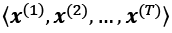 ⟨𝒙⁽¹⁾, 𝒙⁽²⁾, …, 𝒙⁽ᵀ⁾⟩